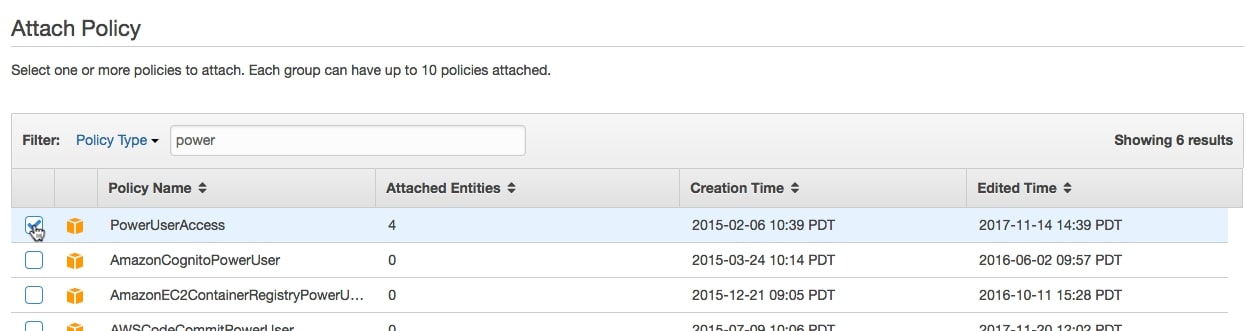 Attach Policy
Select one or more policies to attach. Each group can have up to 10 policies attached.
Filter: Policy Type power Showing 6 results
Policy Name Attached Entities Creation Time Edited Time
PowerUserAccess 4 2015-02-06 10:39 PDT 2017-11-14 14:39 PDT
AmazonCognitoPowerUser 0 2015-03-24 10:14 PDT 2016-06-02 09:57 PDT
AmazonEC2ContainerRegistryPowerU... 0 2015-12-21 09:05 PDT 2016-10-11 15:28 PDT
AWSCodeCommitPowerUser 0 2015-07-09 10:06 PDT 2017-11-20 12:02 PDT